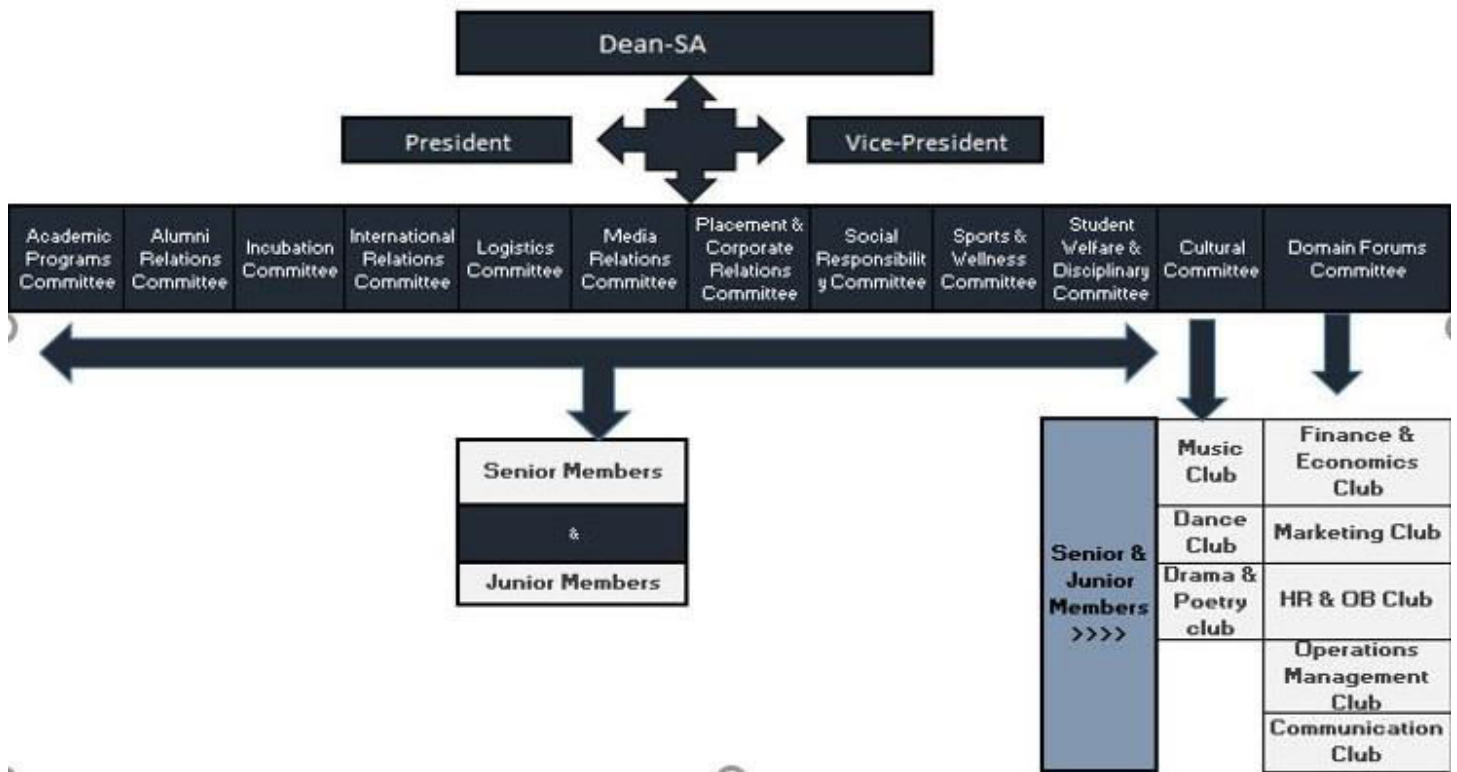 Dean-SA
President
Vice-President
Academic
Programs
Committee
Alumni
Relations
Committee
Incubation
Committee
International
Relations
Committee
Logistics
Committee
Media
Relations
Committee
Placement &
Corporate
Relations
Committee
Social
Responsibilit
y Committee
Sports &
Wellness
Committee
Student
Welfare &
Disciplinary
Committee
Cultural
Committee
Domain Forums
Committee
Senior Members
&
Junior Members
Senior &
Junior
Members
>>>>
Music
Club
Dance
Club
Drama &
Poetry
club
Finance &
Economics
Club
Marketing Club
HR & OB Club
Operations
Management
Club
Communication
Club